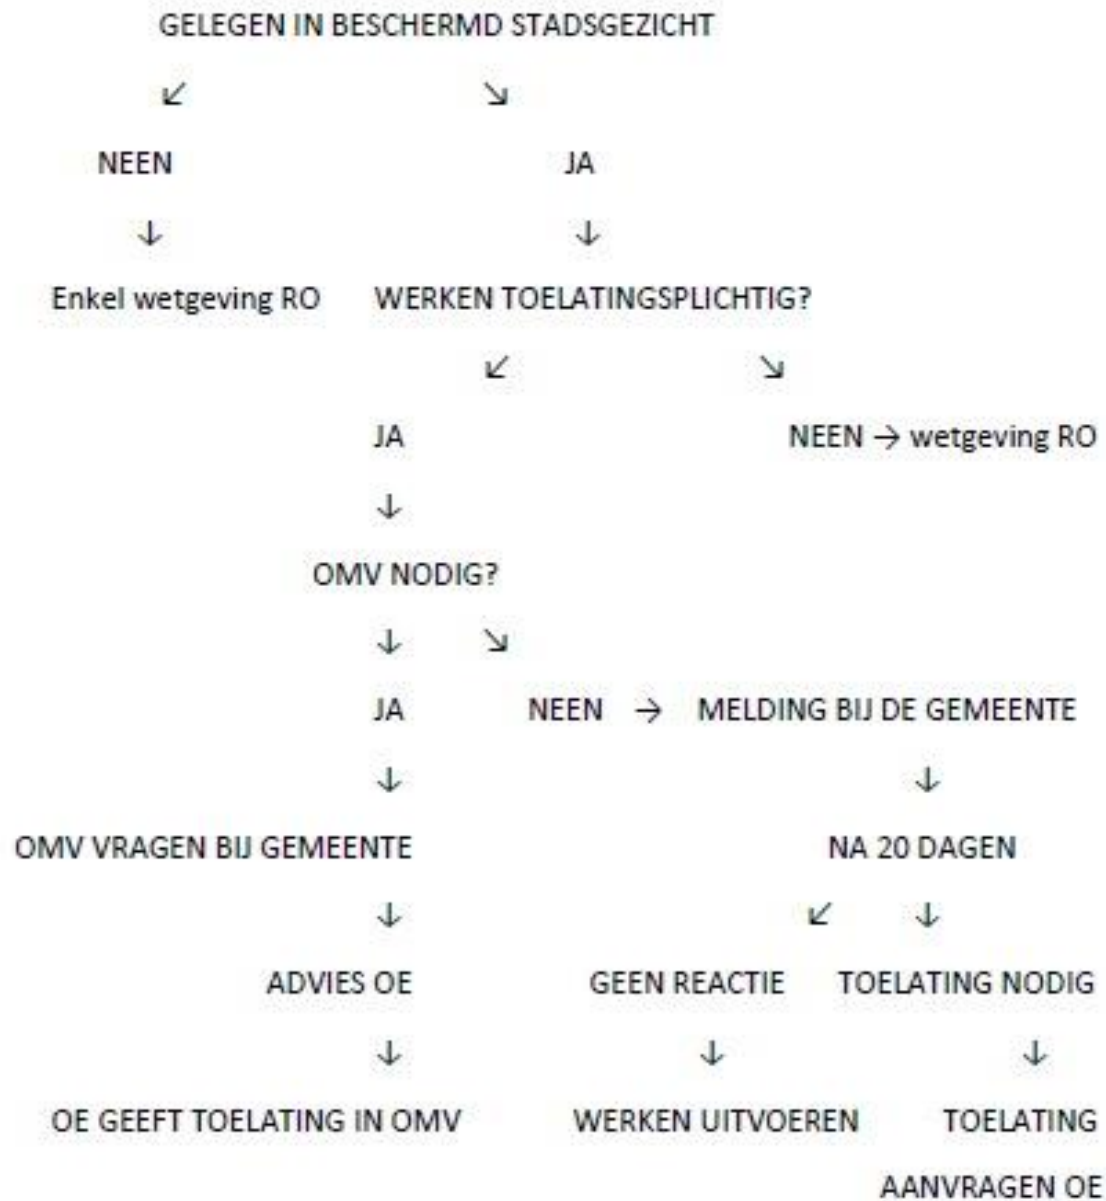 GELEGEN IN BESCHERMD STADSGEZICHT
↙ ↘
NEEN JA
↓ ↓
Enkel wetgeving RO WERKEN TOELATINGSPLICHTIG?
↙ ↘
JA NEEN → wetgeving RO
↓
OMV NODIG?
↓ ↘
JA NEEN → MELDING BIJ DE GEMEENTE
↓ ↓
OMV VRAGEN BIJ GEMEENTE NA 20 DAGEN
↓ ↙ ↓
ADVIES OE GEEN REACTIE TOELATING NODIG
↓ ↓ ↓
OE GEEFT TOELATING IN OMV WERKEN UITVOEREN TOELATING
AANVRAGEN OE